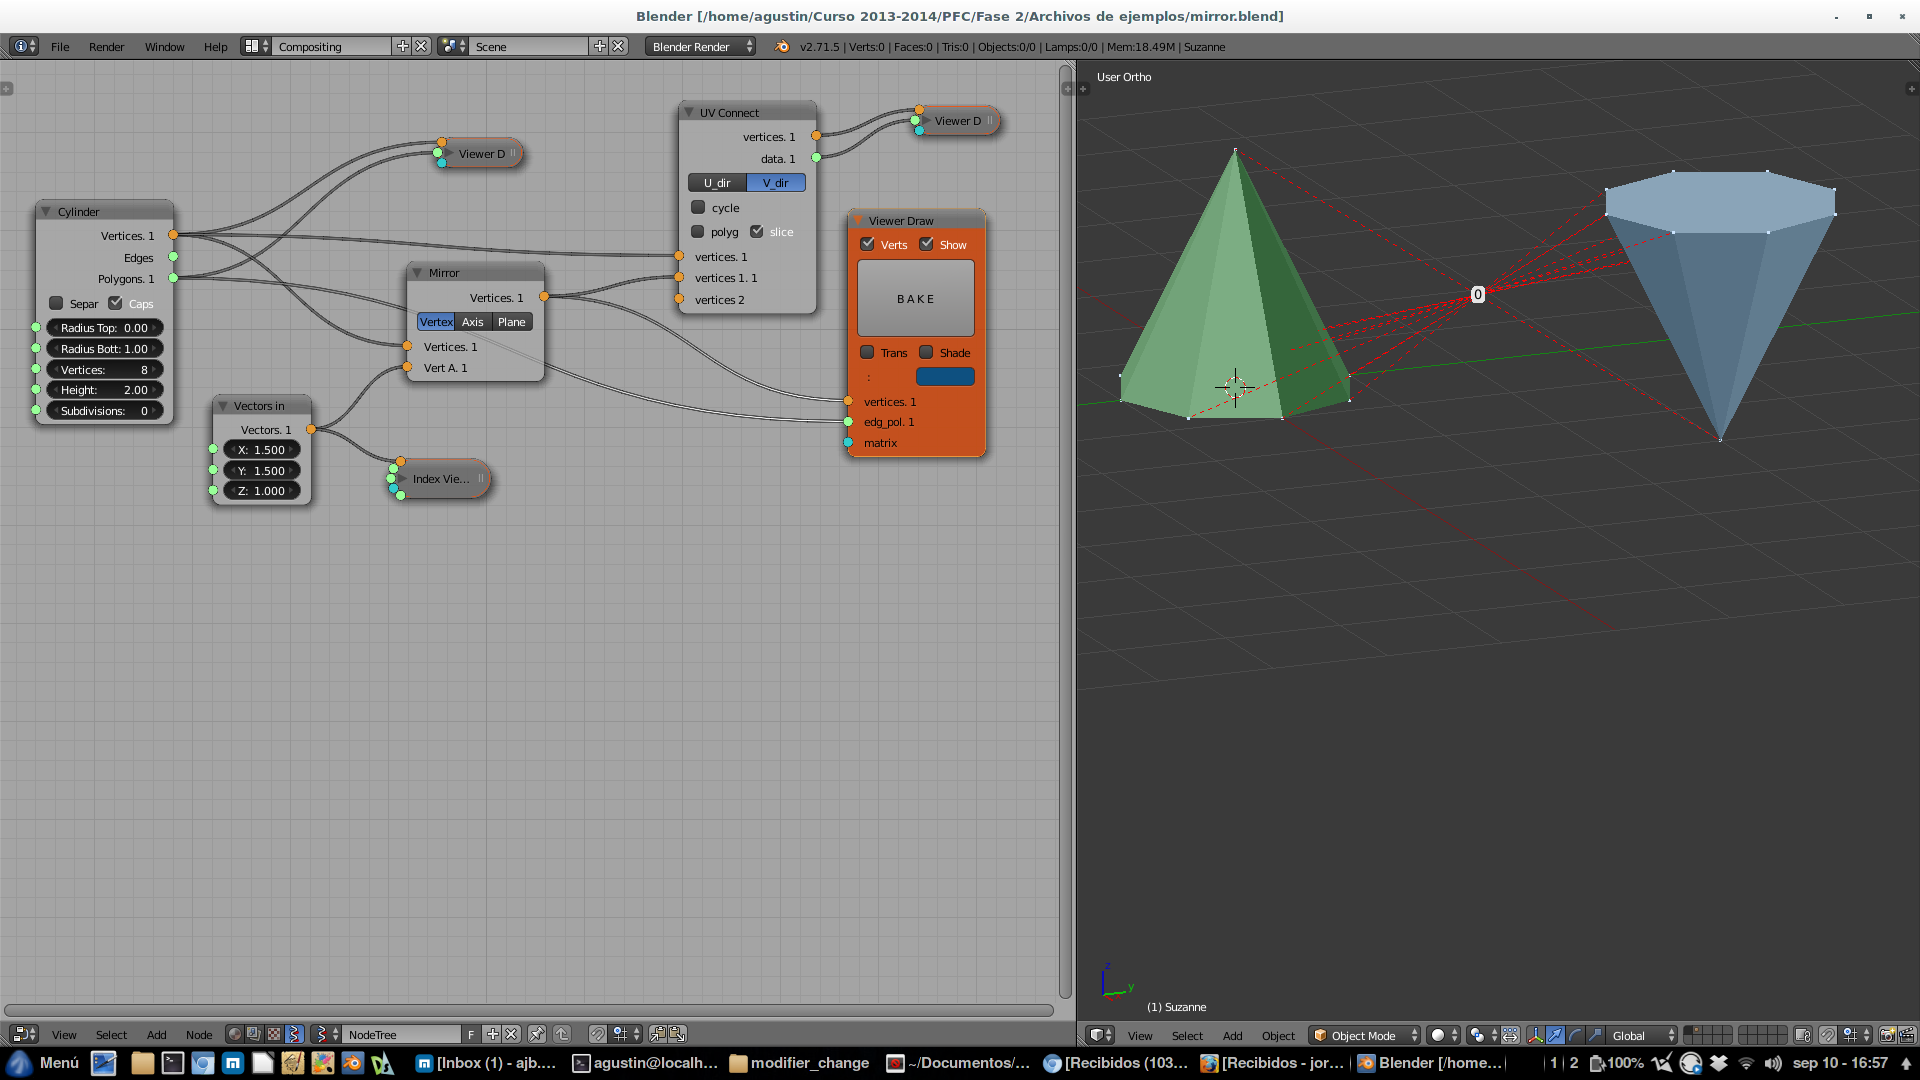 Blender [/home/agustin/Curso 2013-2014/PFC/Fase 2/Archivos de ejemplos/mirror.blend]
File Render Window Help Compositing Scene Blender Render v2.71.5 | Verts:0 | Faces:0 | Tris:0 | Objects:0/0 | Lamps:0/0 | Mem:18.49M | Suzanne
Viewer D
Cylinder
Vertices. 1
Edges
Polygons. 1
Separ Caps
Radius Top: 0.00
Radius Bott: 1.00
Vertices: 8
Height: 2.00
Subdivisions: 0
Vectors in
Vectors. 1
X: 1.500
Y: 1.500
Z: 1.000
Mirror
Vertices. 1
Vertex Axis Plane
Vertices. 1
Vert A. 1
Index Vie...
UV Connect
vertices. 1
data. 1
U_dir V_dir
cycle
polyg slice
vertices. 1
vertices 1. 1
vertices 2
Viewer D
Viewer Draw
Verts Show
BAKE
Trans Shade
:
vertices. 1
edg_pol. 1
matrix
User Ortho
0
z
y
(1) Suzanne
View Select Add Node NodeTree F
View Select Add Object Object Mode Global
Menú [Inbox (1) - ajb.... agustin@localh... modifier_change ~/Documentos/... [Recibidos (103... [Recibidos - jor... Blender [/home... 1 2 100% sep 10 - 16:57